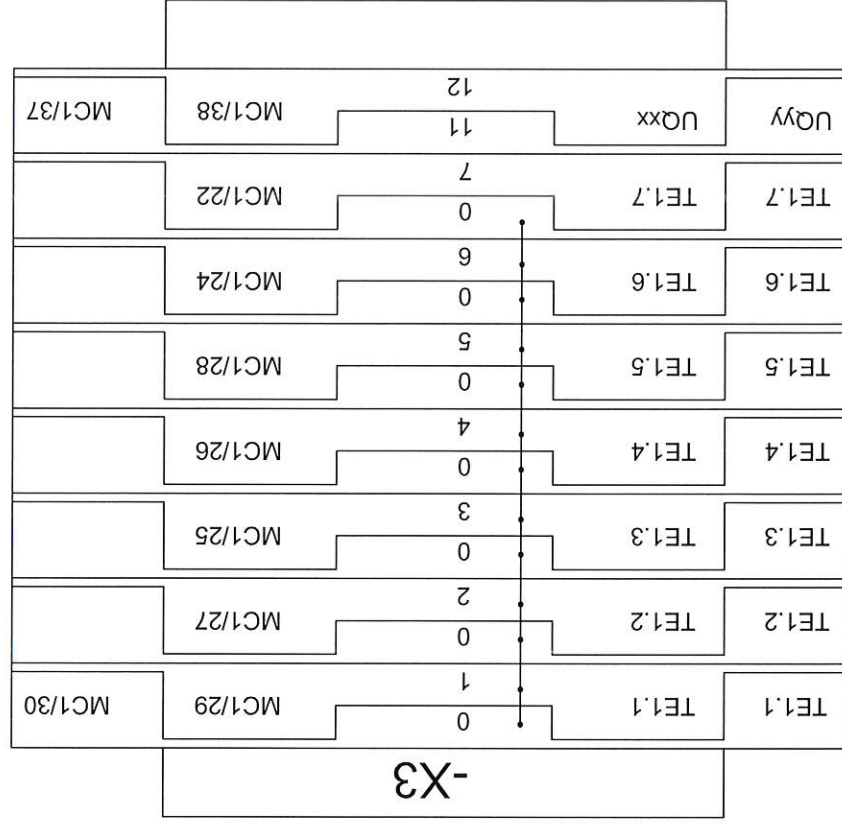 -X3
TE1.1 TE1.1 0 MC1/29 MC1/30
1
TE1.2 TE1.2 0 MC1/27
2
TE1.3 TE1.3 0 MC1/25
3
TE1.4 TE1.4 0 MC1/26
4
TE1.5 TE1.5 0 MC1/28
5
TE1.6 TE1.6 0 MC1/24
6
TE1.7 TE1.7 0 MC1/22
7
UQyy UQxx 11 MC1/38 MC1/37
12